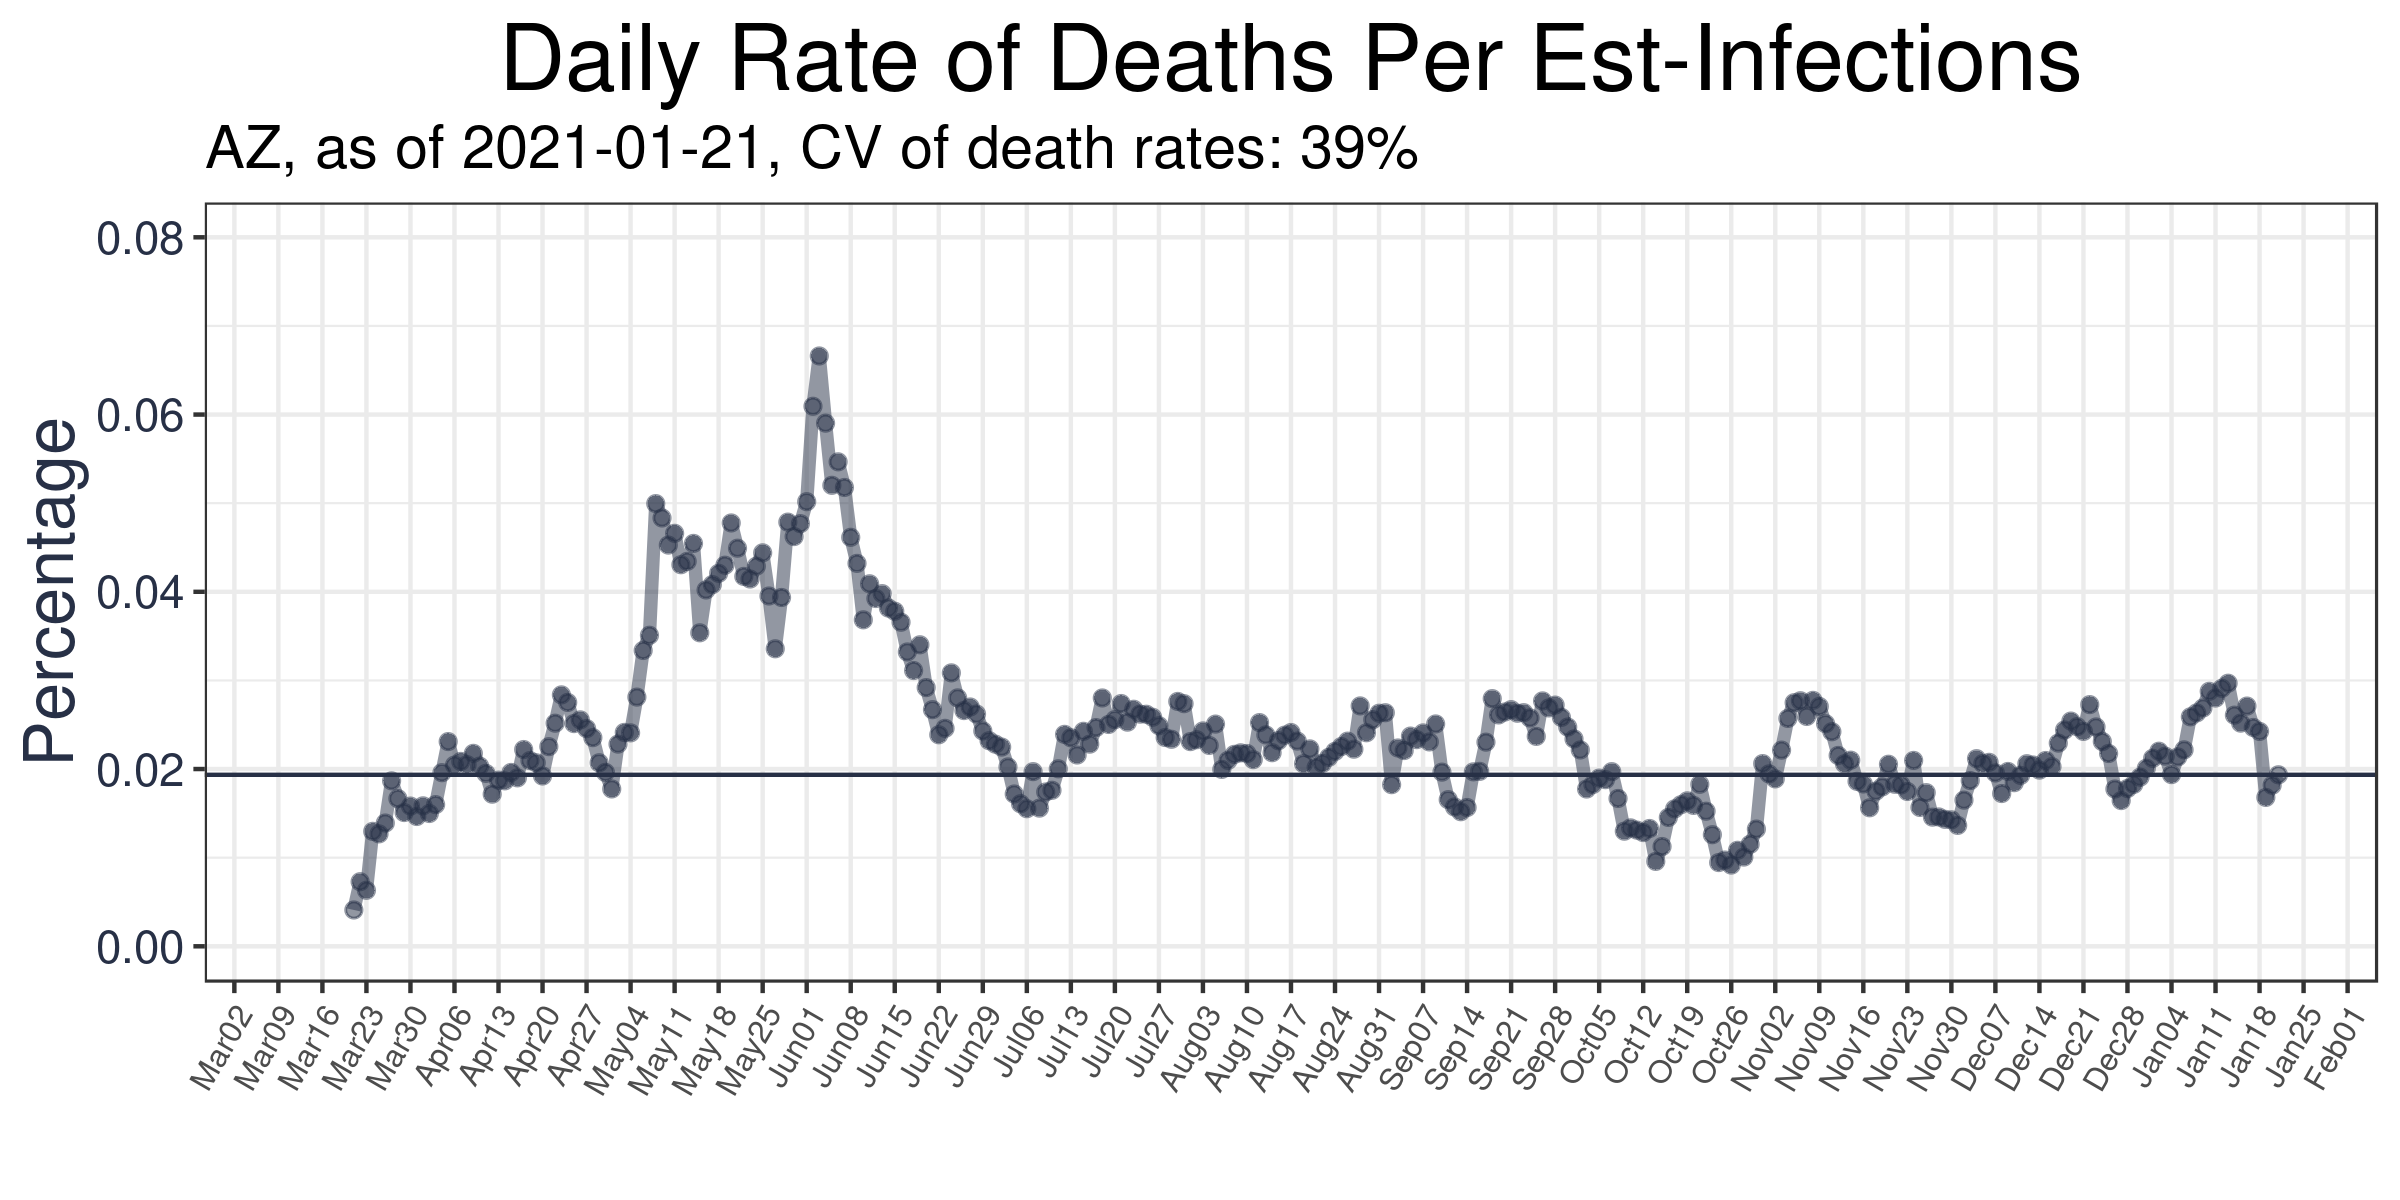 Daily Rate of Deaths Per Est-Infections
AZ, as of 2021-01-21, CV of death rates: 39%
Percentage
0.08
0.06
0.04
0.02
0.00
Mar02 Mar09 Mar16 Mar23 Mar30 Apr06 Apr13 Apr20 Apr27 May04 May11 May18 May25 Jun01 Jun08 Jun15 Jun22 Jun29 Jul06 Jul13 Jul20 Jul27 Aug03 Aug10 Aug17 Aug24 Aug31 Sep07 Sep14 Sep21 Sep28 Oct05 Oct12 Oct19 Oct26 Nov02 Nov09 Nov16 Nov23 Nov30 Dec07 Dec14 Dec21 Dec28 Jan04 Jan11 Jan18 Jan25 Feb01